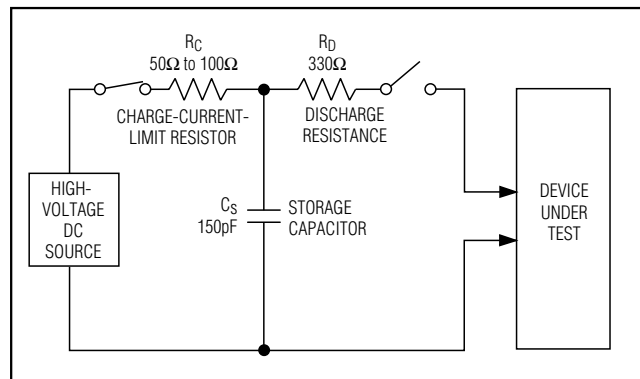 RC
50Ω to 100Ω
CHARGE-CURRENT-
LIMIT RESISTOR
RD
330Ω
DISCHARGE
RESISTANCE
HIGH-
VOLTAGE
DC
SOURCE
CS
150pF
STORAGE
CAPACITOR
DEVICE
UNDER
TEST